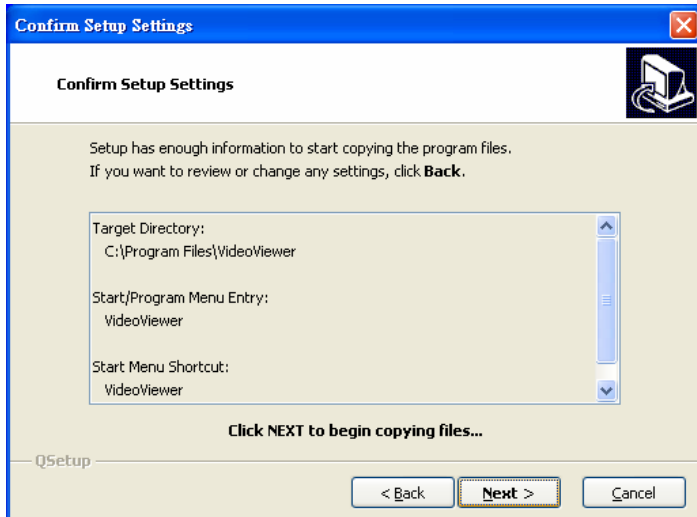 Confirm Setup Settings
Confirm Setup Settings
Setup has enough information to start copying the program files.
If you want to review or change any settings, click Back.
Target Directory:
C:\Program Files\VideoViewer
Start/Program Menu Entry:
VideoViewer
Start Menu Shortcut:
VideoViewer
Click NEXT to begin copying files...
QSetup
< Back Next > Cancel